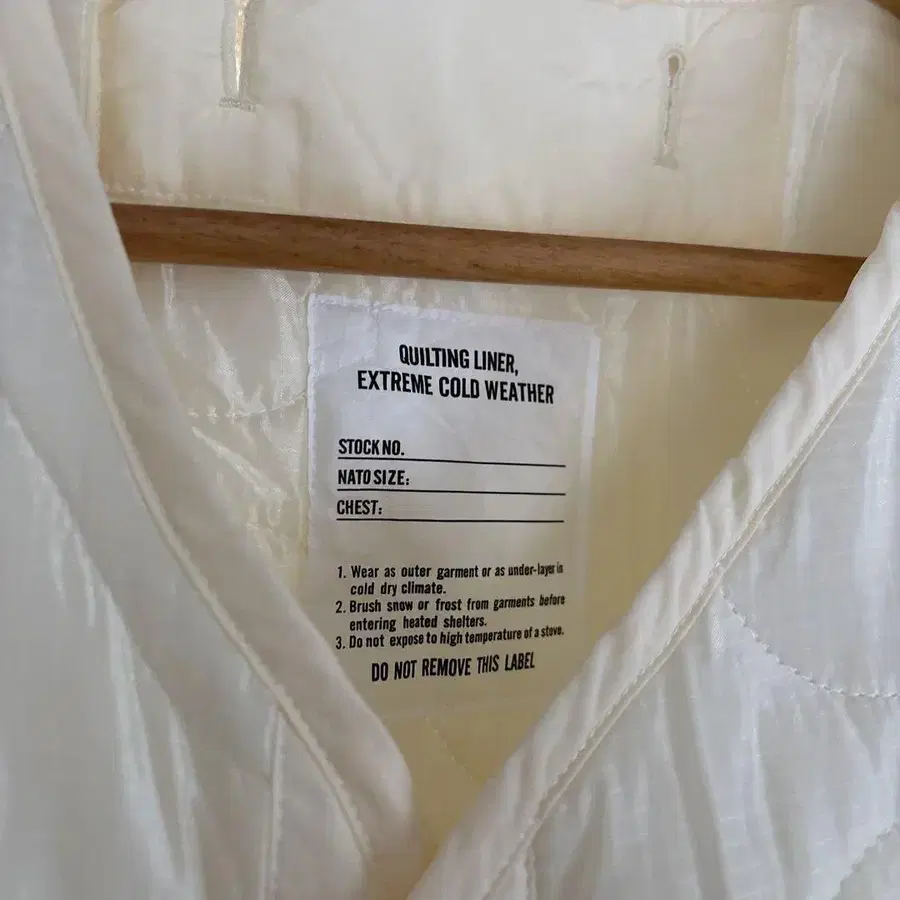 QUILTING LINER,
EXTREME COLD WEATHER
STOCK NO.
NATO SIZE:
CHEST:
1. Wear as outer garment or as under-layer in
cold dry climate.
2. Brush snow or frost from garments before
entering heated shelters.
3. Do not expose to high temperature of a stove.
DO NOT REMOVE THIS LABEL